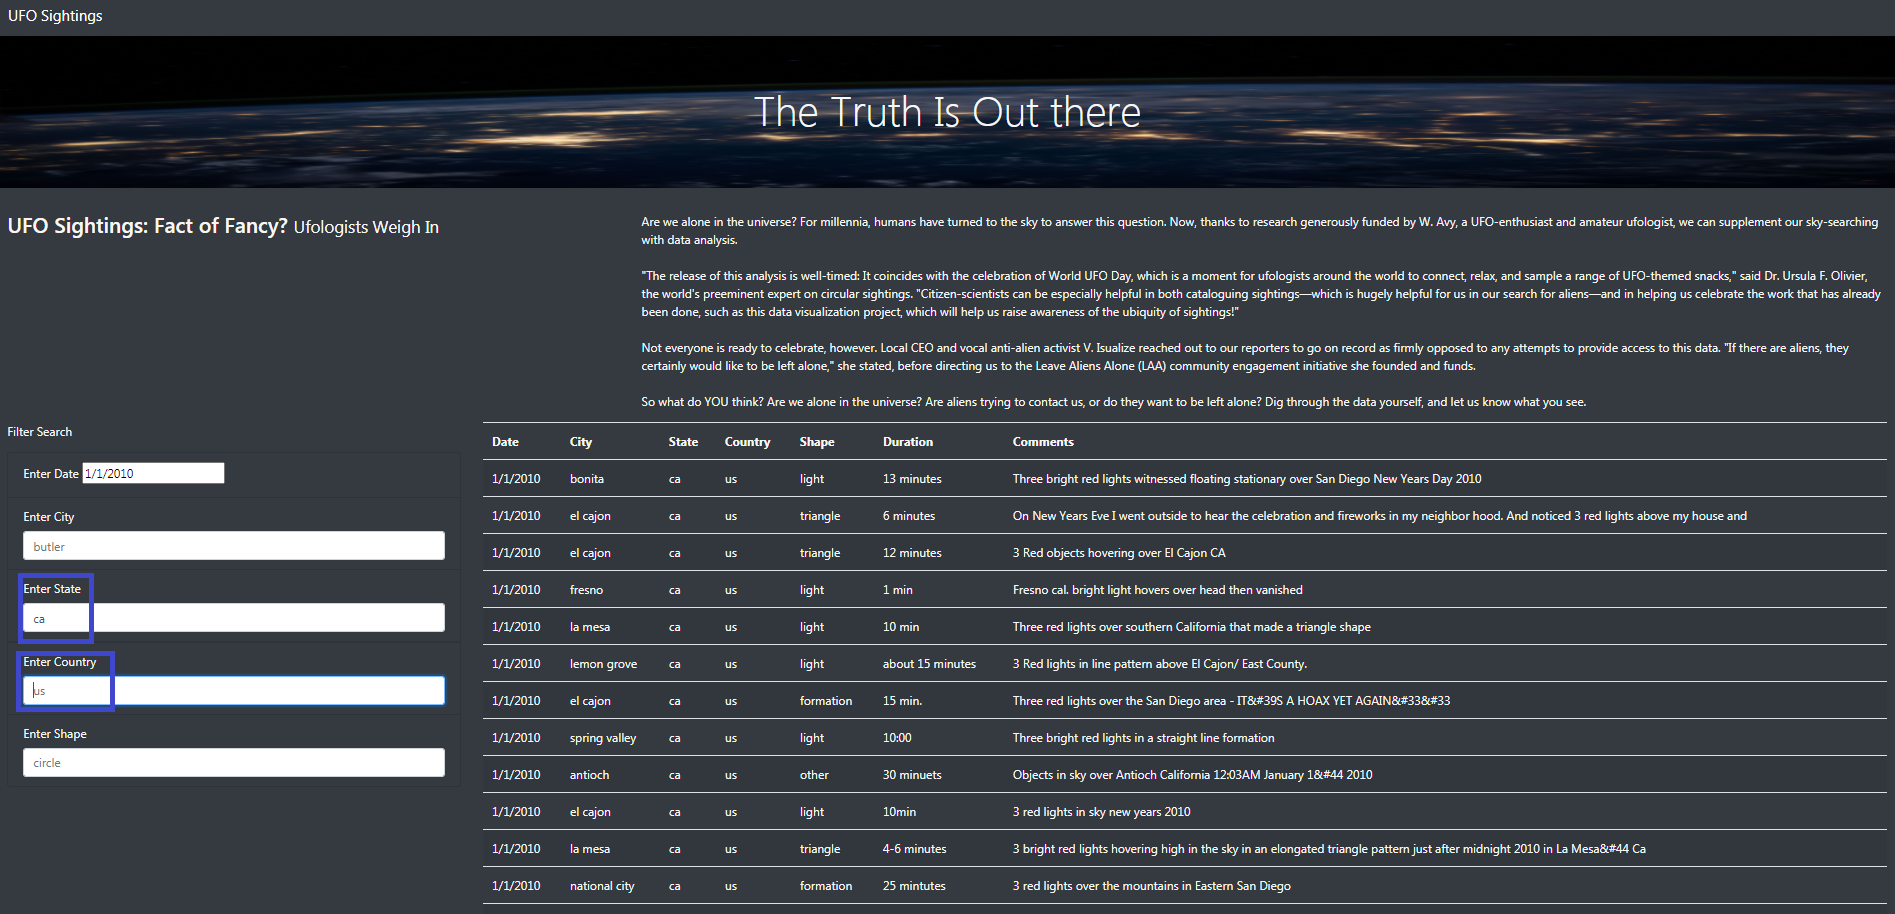 UFO Sightings
The Truth Is Out there
UFO Sightings: Fact of Fancy? Ufologists Weigh In
Are we alone in the universe? For millennia, humans have turned to the sky to answer this question. Now, thanks to research generously funded by W. Avy, a UFO-enthusiast and amateur ufologist, we can supplement our sky-searching
with data analysis.
"The release of this analysis is well-timed: It coincides with the celebration of World UFO Day, which is a moment for ufologists around the world to connect, relax, and sample a range of UFO-themed snacks," said Dr. Ursula F. Olivier,
the world's preeminent expert on circular sightings. "Citizen-scientists can be especially helpful in both cataloguing sightings—which is hugely helpful for us in our search for aliens—and in helping us celebrate the work that has already
been done, such as this data visualization project, which will help us raise awareness of the ubiquity of sightings!"
Not everyone is ready to celebrate, however. Local CEO and vocal anti-alien activist V. Isualize reached out to our reporters to go on record as firmly opposed to any attempts to provide access to this data. "If there are aliens, they
certainly would like to be left alone," she stated, before directing us to the Leave Aliens Alone (LAA) community engagement initiative she founded and funds.
So what do YOU think? Are we alone in the universe? Are aliens trying to contact us, or do they want to be left alone? Dig through the data yourself, and let us know what you see.
Filter Search
Enter Date 1/1/2010
Enter City
butler
Enter State
ca
Enter Country
us
Enter Shape
circle
Date City State Country Shape Duration Comments
1/1/2010 bonita ca us light 13 minutes Three bright red lights witnessed floating stationary over San Diego New Years Day 2010
1/1/2010 el cajon ca us triangle 6 minutes On New Years Eve I went outside to hear the celebration and fireworks in my neighbor hood. And noticed 3 red lights above my house and
1/1/2010 el cajon ca us triangle 12 minutes 3 Red objects hovering over El Cajon CA
1/1/2010 fresno ca us light 1 min Fresno cal. bright light hovers over head then vanished
1/1/2010 la mesa ca us light 10 min Three red lights over southern California that made a triangle shape
1/1/2010 lemon grove ca us light about 15 minutes 3 Red lights in line pattern above El Cajon/ East County.
1/1/2010 el cajon ca us formation 15 min. Three red lights over the San Diego area - IT&#39S A HOAX YET AGAIN&#33&#33
1/1/2010 spring valley ca us light 10:00 Three bright red lights in a straight line formation
1/1/2010 antioch ca us other 30 minuets Objects in sky over Antioch California 12:03AM January 1&#44 2010
1/1/2010 el cajon ca us light 10min 3 red lights in sky new years 2010
1/1/2010 la mesa ca us triangle 4-6 minutes 3 bright red lights hovering high in the sky in an elongated triangle pattern just after midnight 2010 in La Mesa&#44 Ca
1/1/2010 national city ca us formation 25 mintutes 3 red lights over the mountains in Eastern San Diego